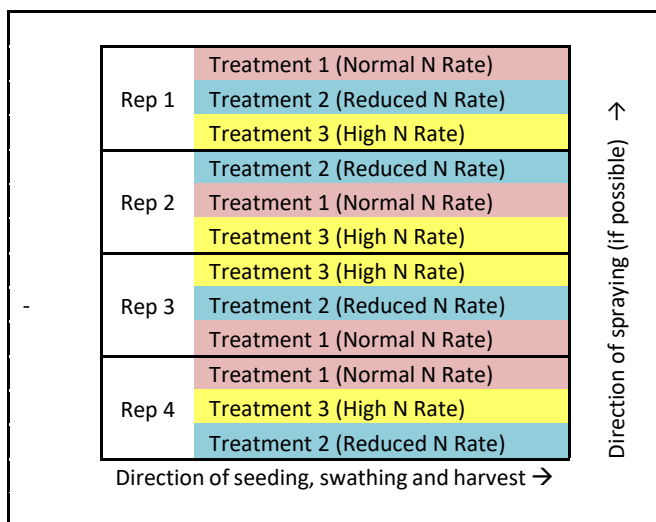 Treatment 1 (Normal N Rate)
Rep 1
Treatment 2 (Reduced N Rate)
Treatment 3 (High N Rate)
Treatment 2 (Reduced N Rate)
Rep 2
Treatment 1 (Normal N Rate)
Treatment 3 (High N Rate)
Treatment 3 (High N Rate)
-
Rep 3
Treatment 2 (Reduced N Rate)
Treatment 1 (Normal N Rate)
Treatment 1 (Normal N Rate)
Rep 4
Treatment 3 (High N Rate)
Treatment 2 (Reduced N Rate)
Direction of seeding, swathing and harvest →
Direction of spraying (if possible) →